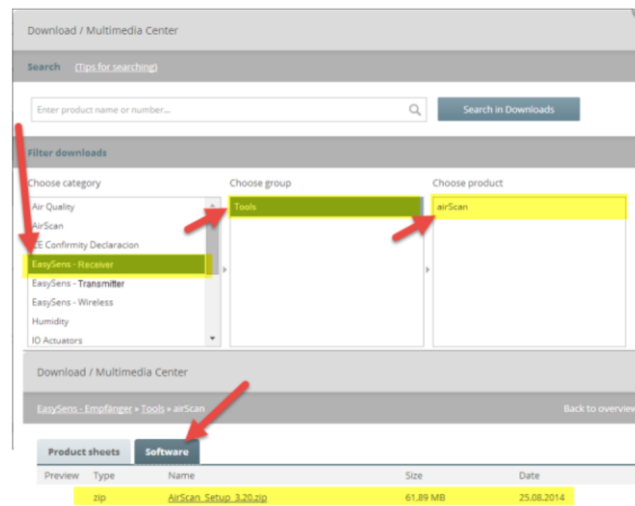 Download / Multimedia Center
Search (Tips for searching)
Enter product name or number...
Search in Downloads
Filter downloads
Choose category
Choose group
Choose product
Air Quality
AirScan
CE Confirmity Declaracion
EasySens - Receiver
EasySens - Transmitter
EasySens - Wireless
Humidity
IO Actuators
Tools
airScan
Download / Multimedia Center
EasySens - Empfänger » Tools » airScan
Back to overview
Product sheets
Software
Preview Type Name Size Date
zip AirScan_Setup_3.20.zip 61,89 MB 25.08.2014